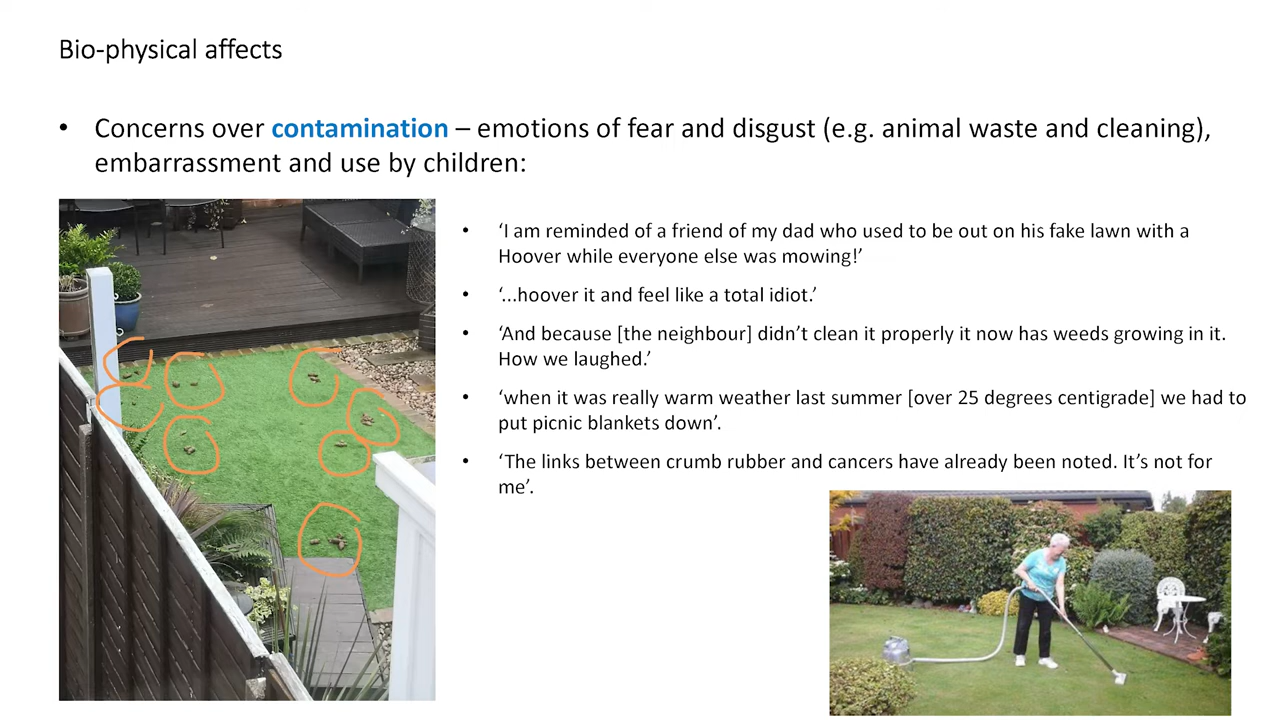 Bio-physical affects
• Concerns over contamination – emotions of fear and disgust (e.g. animal waste and cleaning),
embarrassment and use by children:
• ‘I am reminded of a friend of my dad who used to be out on his fake lawn with a
Hoover while everyone else was mowing!’
• ‘...hoover it and feel like a total idiot.’
• ‘And because [the neighbour] didn’t clean it properly it now has weeds growing in it.
How we laughed.’
• ‘when it was really warm weather last summer [over 25 degrees centigrade] we had to
put picnic blankets down’.
• ‘The links between crumb rubber and cancers have already been noted. It’s not for
me’.